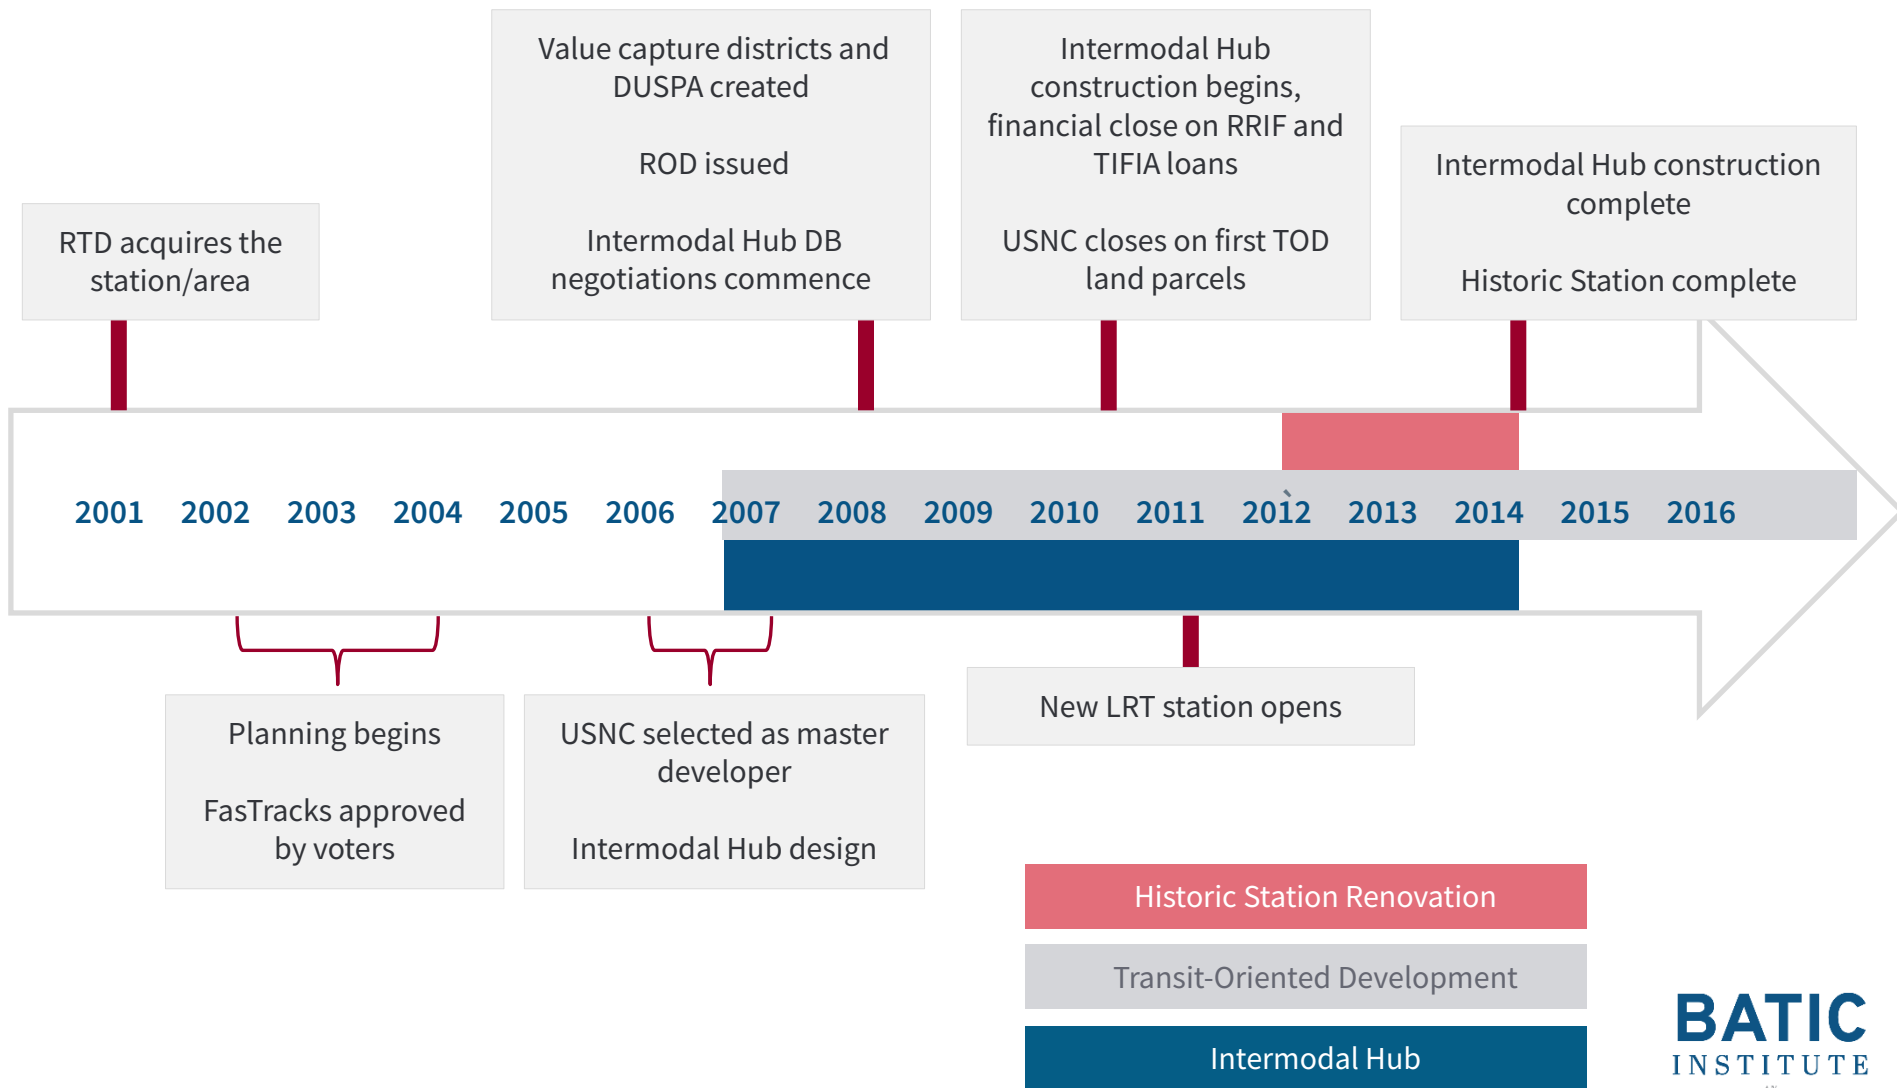 Value capture districts and
DUSPA created
ROD issued
Intermodal Hub DB
negotiations commence
Intermodal Hub
construction begins,
financial close on RRIF and
TIFIA loans
USNC closes on first TOD
land parcels
Intermodal Hub construction
complete
Historic Station complete
RTD acquires the
station/area
2001 2002 2003 2004 2005 2006 2007 2008 2009 2010 2011 2012 2013 2014 2015 2016
Planning begins
FasTracks approved
by voters
USNC selected as master
developer
Intermodal Hub design
New LRT station opens
Historic Station Renovation
Transit-Oriented Development
Intermodal Hub
BATIC
INSTITUTE